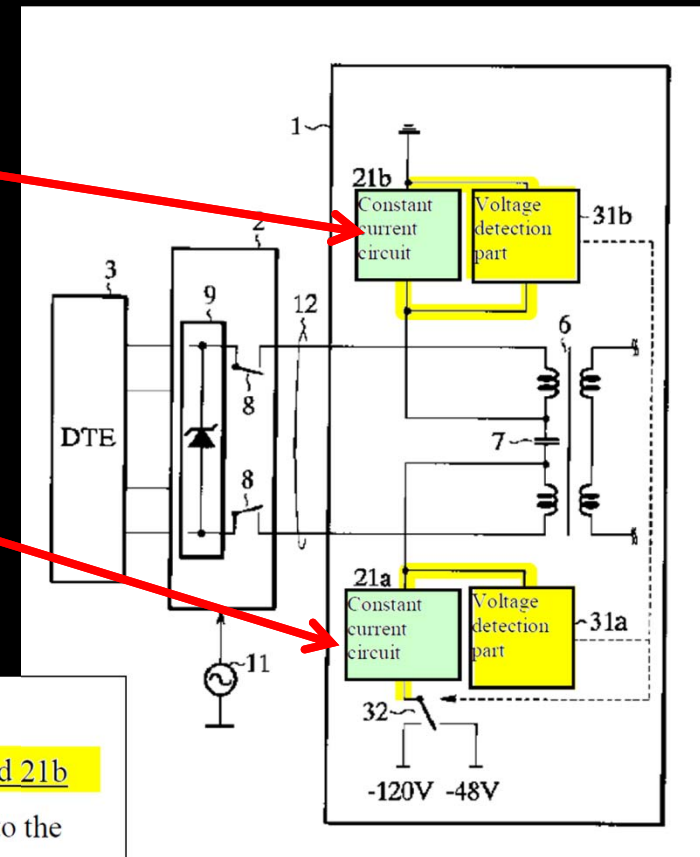 1
21b
Constant
current
circuit
Voltage
detection
part
31b
2
3
9
12
6
8
DTE
7
8
21a
Constant
current
circuit
Voltage
detection
part
31a
11
32
-120V -48V
d 21b
o the